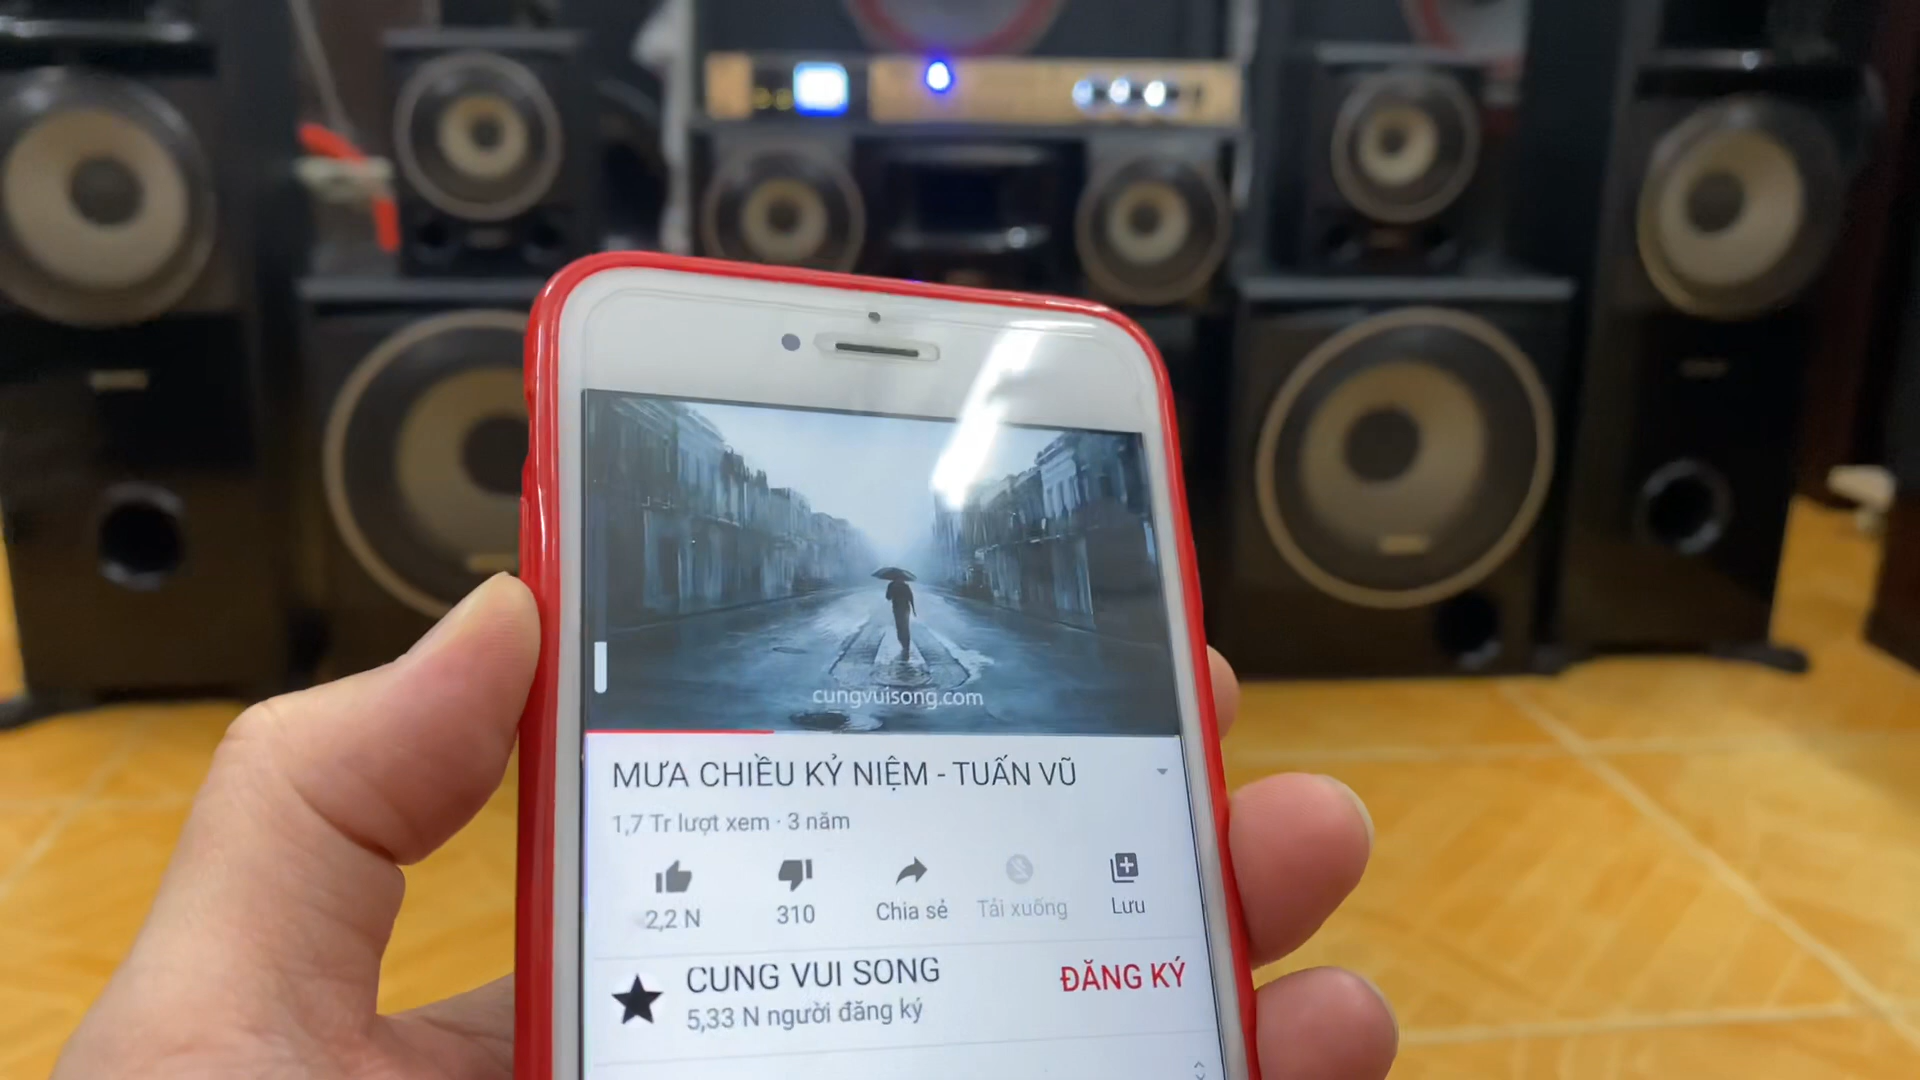 cungvuisong.com
MƯA CHIỀU KỶ NIỆM - TUẤN VŨ
1,7 Tr lượt xem · 3 năm
2,2 N
310
Chia sẻ
Tải xuống
Lưu
CUNG VUI SONG
ĐĂNG KÝ
5,33 N người đăng ký